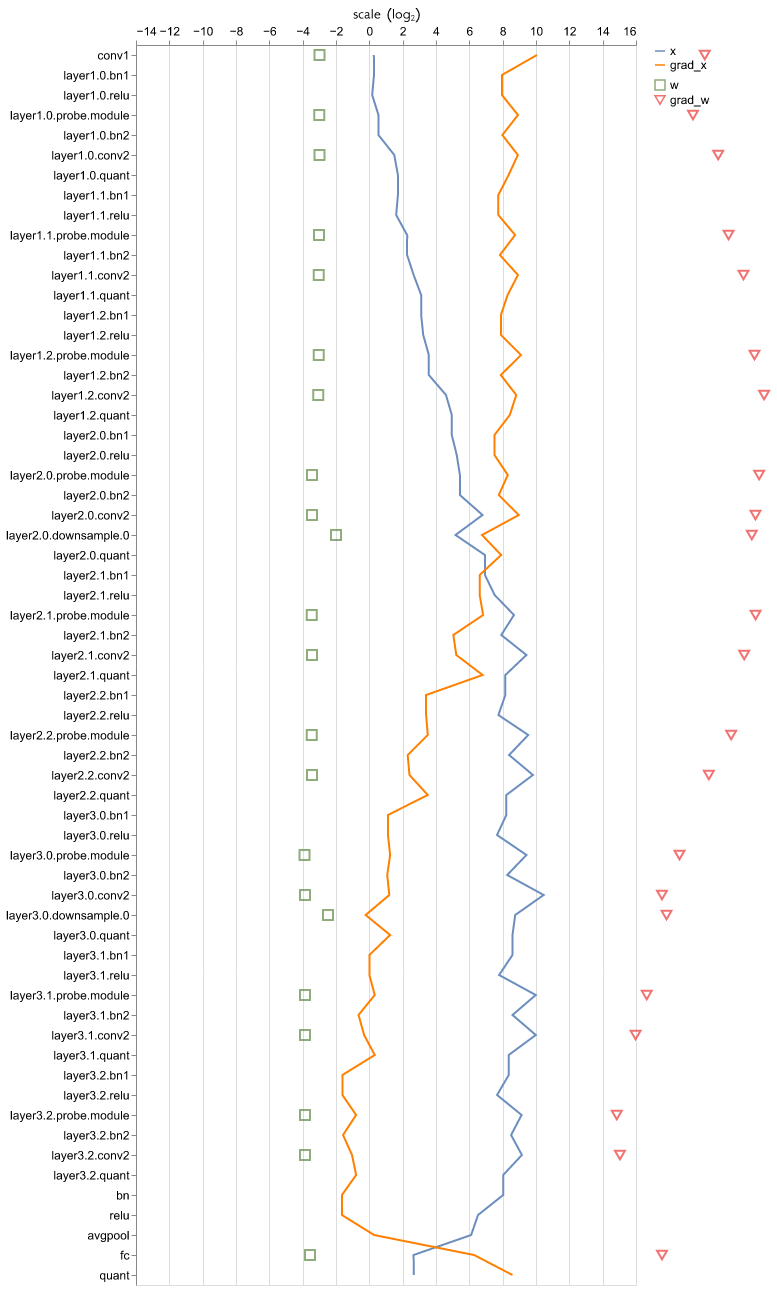 scale (log₂)
−14 −12 −10 −8 −6 −4 −2 0 2 4 6 8 10 12 14 16
x
grad_x
w
grad_w
conv1
layer1.0.bn1
layer1.0.relu
layer1.0.probe.module
layer1.0.bn2
layer1.0.conv2
layer1.0.quant
layer1.1.bn1
layer1.1.relu
layer1.1.probe.module
layer1.1.bn2
layer1.1.conv2
layer1.1.quant
layer1.2.bn1
layer1.2.relu
layer1.2.probe.module
layer1.2.bn2
layer1.2.conv2
layer1.2.quant
layer2.0.bn1
layer2.0.relu
layer2.0.probe.module
layer2.0.bn2
layer2.0.conv2
layer2.0.downsample.0
layer2.0.quant
layer2.1.bn1
layer2.1.relu
layer2.1.probe.module
layer2.1.bn2
layer2.1.conv2
layer2.1.quant
layer2.2.bn1
layer2.2.relu
layer2.2.probe.module
layer2.2.bn2
layer2.2.conv2
layer2.2.quant
layer3.0.bn1
layer3.0.relu
layer3.0.probe.module
layer3.0.bn2
layer3.0.conv2
layer3.0.downsample.0
layer3.0.quant
layer3.1.bn1
layer3.1.relu
layer3.1.probe.module
layer3.1.bn2
layer3.1.conv2
layer3.1.quant
layer3.2.bn1
layer3.2.relu
layer3.2.probe.module
layer3.2.bn2
layer3.2.conv2
layer3.2.quant
bn
relu
avgpool
fc
quant